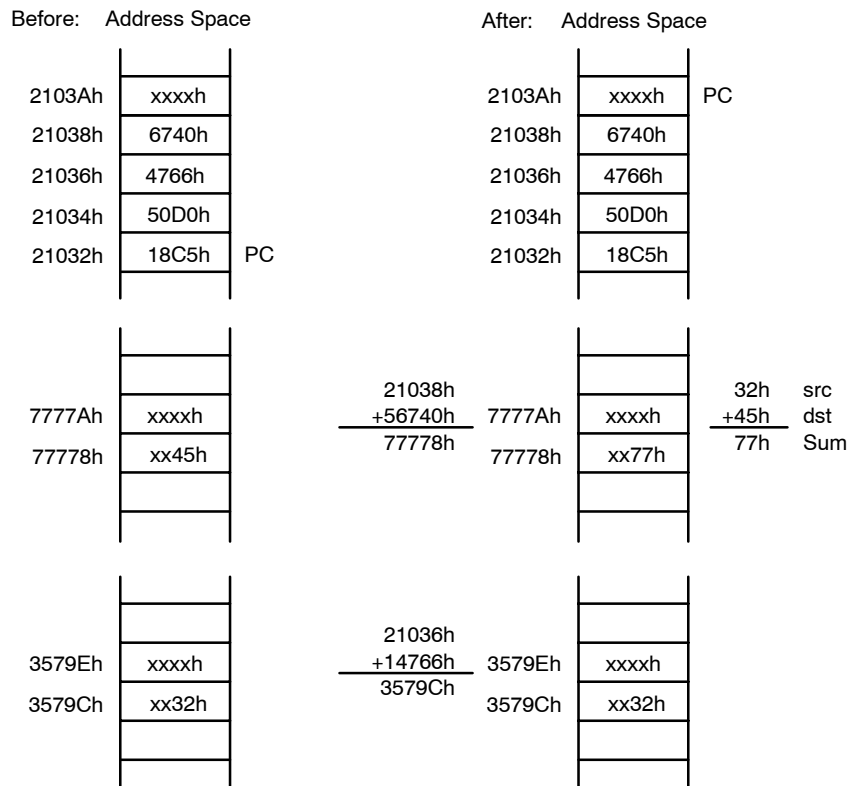 Before: Address Space
After: Address Space
2103Ah xxxxh
2103Ah xxxxh PC
21038h 6740h
21038h 6740h
21036h 4766h
21036h 4766h
21034h 50D0h
21034h 50D0h
21032h 18C5h PC
21032h 18C5h
21038h
32h src
7777Ah xxxxh
+56740h
7777Ah xxxxh
+45h dst
77778h xx45h
77778h
77778h xx77h
77h Sum
21036h
3579Eh xxxxh
+14766h
3579Eh xxxxh
3579Ch xx32h
3579Ch
3579Ch xx32h